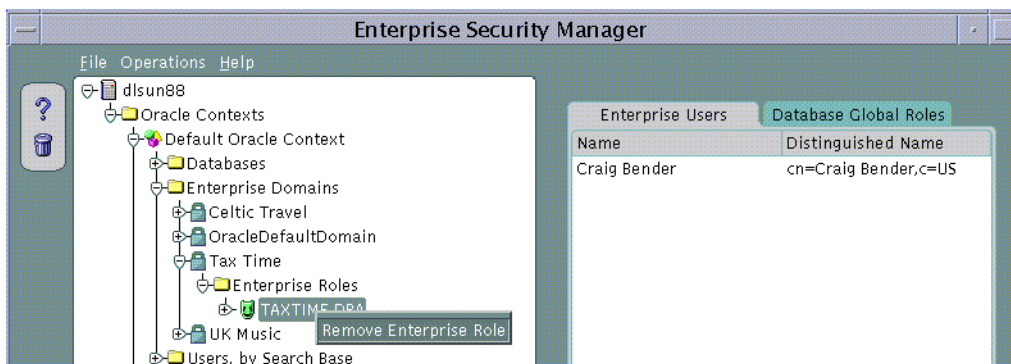 Enterprise Security Manager
File Operations Help
dlsun88
Oracle Contexts
Default Oracle Context
Databases
Enterprise Domains
Celtic Travel
OracleDefaultDomain
Tax Time
Enterprise Roles
TAXTIME DBA
Remove Enterprise Role
UK Music
Users, by Search Base
?
Enterprise Users Database Global Roles
Name Distinguished Name
Craig Bender cn=Craig Bender,c=US